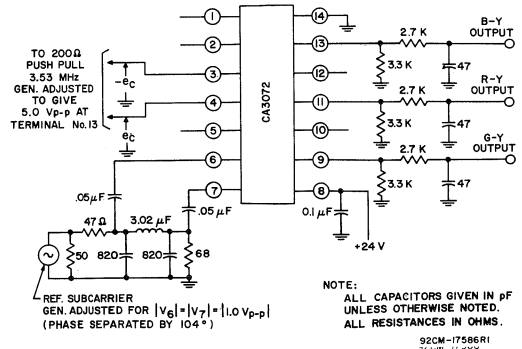 TO 200Ω
PUSH PULL
3.53 MHz
GEN. ADJUSTED
TO GIVE
5.0 Vp-p AT
TERMINAL No.13
-eC
eC
1
2
3
4
5
6
7
CA3072
14
13
12
11
10
9
8
2.7 K
3.3 K
47
B-Y
OUTPUT
2.7 K
3.3 K
47
R-Y
OUTPUT
2.7 K
3.3 K
47
G-Y
OUTPUT
0.1 μF
+24 V
.05μF
.05 μF
47Ω
3.02 μF
50
820
820
68
REF. SUBCARRIER
GEN. ADJUSTED FOR |V6|=|V7|=|1.0 Vp-p|
(PHASE SEPARATED BY 104°)
NOTE:
ALL CAPACITORS GIVEN IN pF
UNLESS OTHERWISE NOTED.
ALL RESISTANCES IN OHMS.
92CM-17586RI